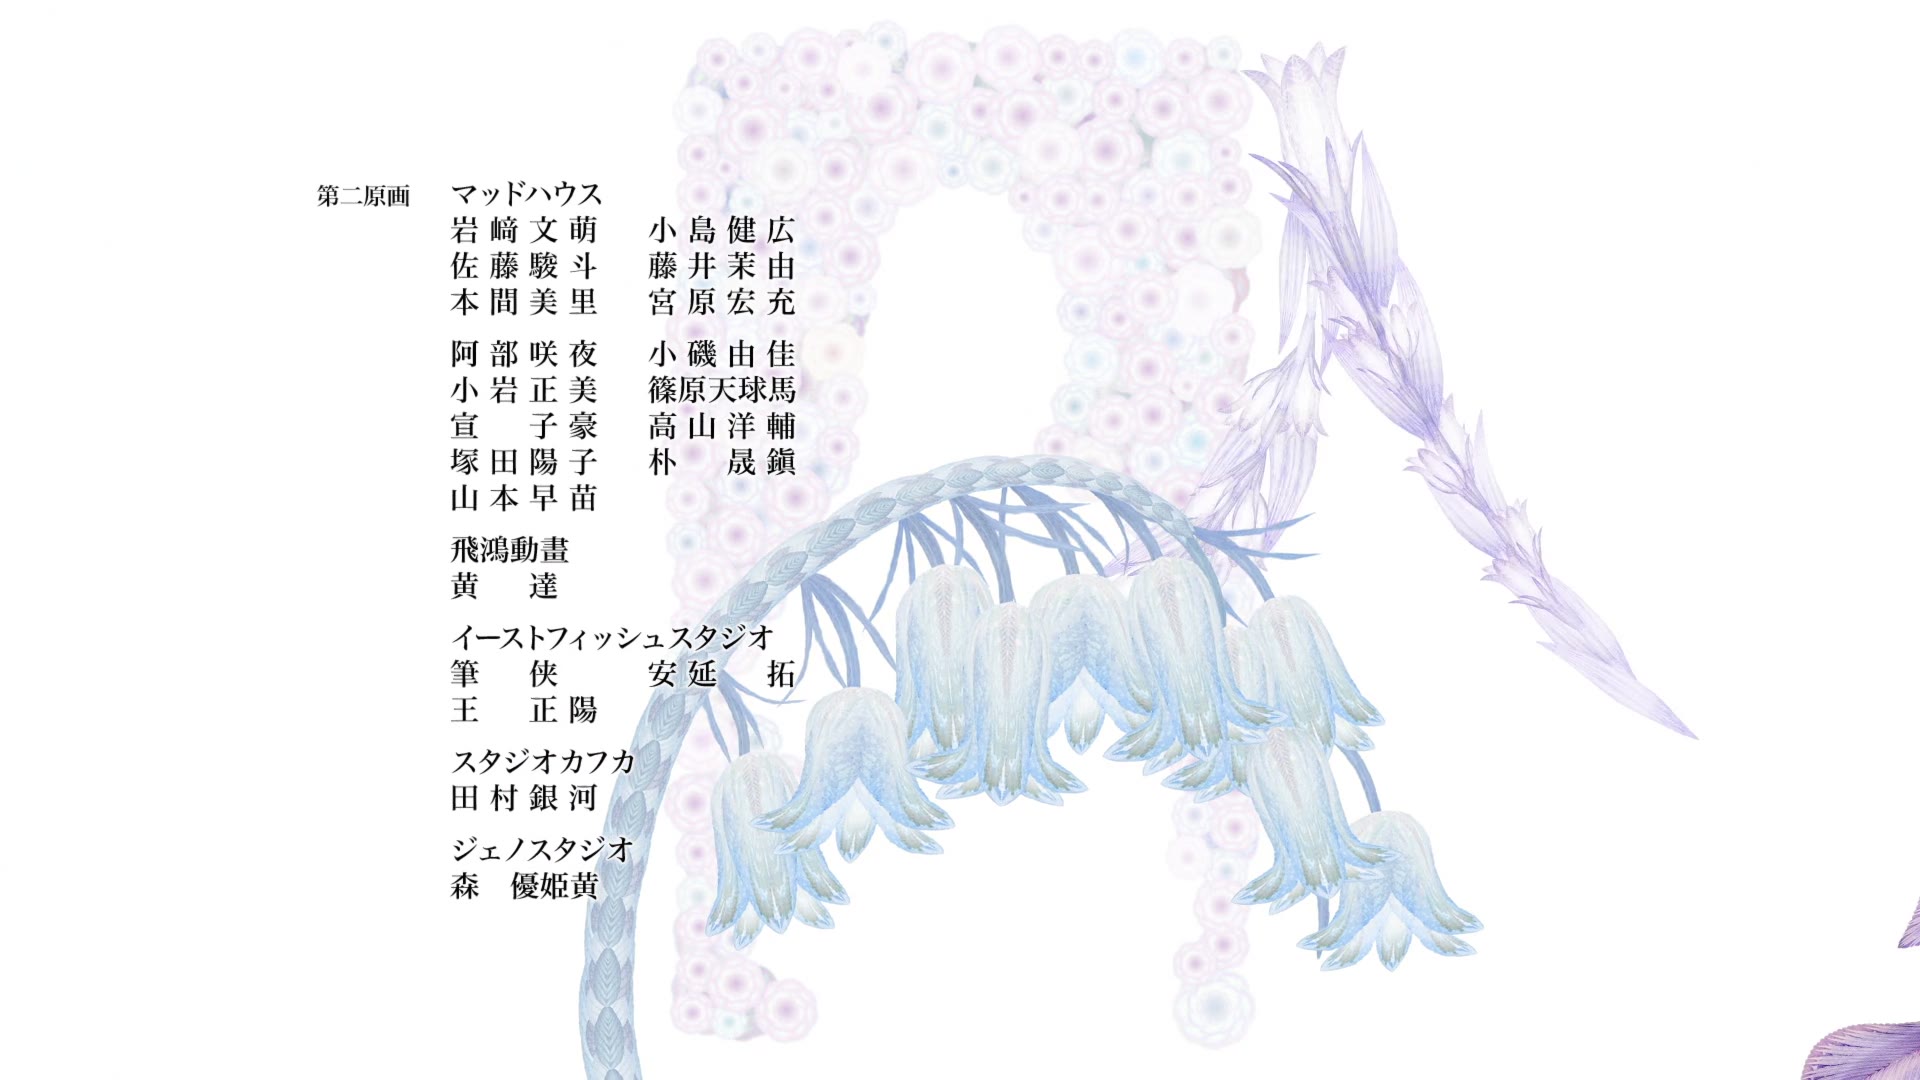 第二原画 マッドハウス
岩﨑文萌 小島健広
佐藤駿斗 藤井茉由
本間美里 宮原宏充
阿部咲夜 小磯由佳
小岩正美 篠原天球馬
宣 子豪 高山洋輔
塚田陽子 朴 晟鎭
山本早苗
飛鴻動畫
黄 達
イーストフィッシュスタジオ
筆 侠 安延 拓
王 正陽
スタジオカフカ
田村銀河
ジェノスタジオ
森 優姫黄